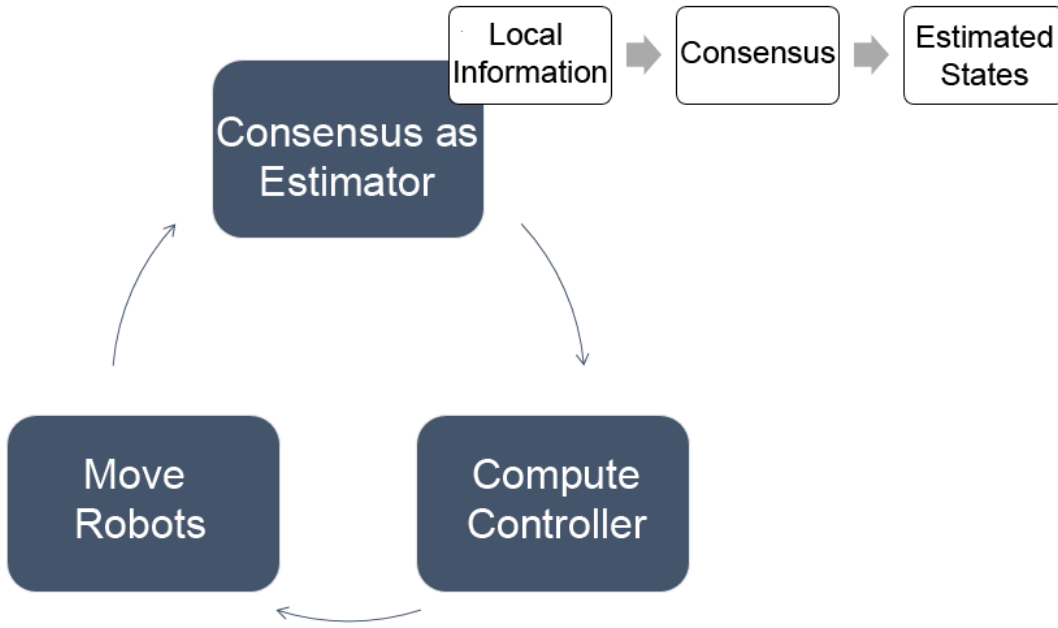 Local
Information
Consensus
Estimated
States
Consensus as
Estimator
Move
Robots
Compute
Controller